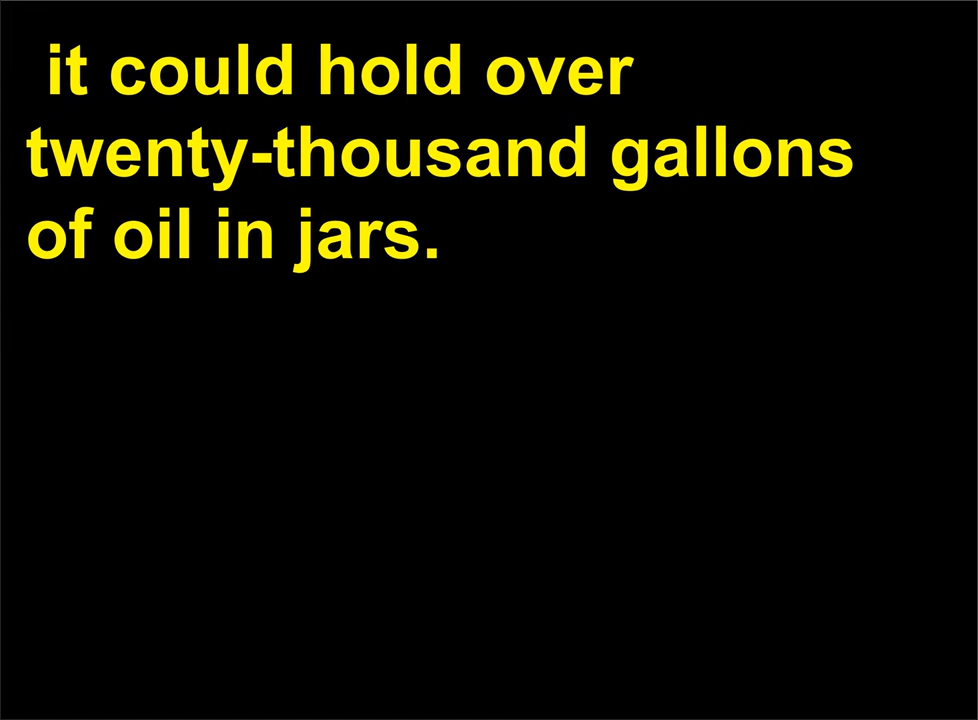 it could hold over
twenty-thousand gallons
of oil in jars.